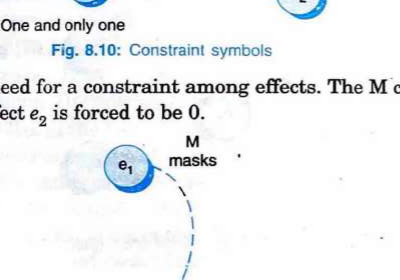 One and only one
Fig. 8.10: Constraint symbols
eed for a constraint among effects. The M c
ect e₂ is forced to be 0.
M
masks
e₁